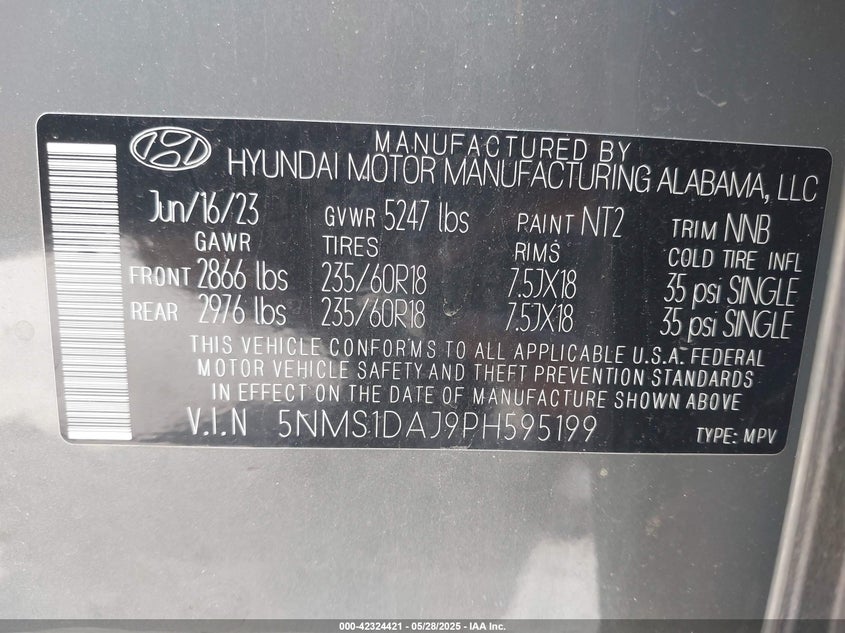 MANUFACTURED BY
HYUNDAI MOTOR MANUFACTURING ALABAMA, LLC
Jun/16/23 GVWR 5247 lbs PAINT NT2 TRIM NNB
GAWR TIRES RIMS COLD TIRE INFL
FRONT 2866 lbs 235/60R18 7.5JX18 35 psi SINGLE
REAR 2976 lbs 235/60R18 7.5JX18 35 psi SINGLE
THIS VEHICLE CONFORMS TO ALL APPLICABLE U.S.A. FEDERAL
MOTOR VEHICLE SAFETY AND THEFT PREVENTION STANDARDS
IN EFFECT ON THE DATE OF MANUFACTURE SHOWN ABOVE
V.I.N 5NMS1DAJ9PH595199 TYPE: MPV
000-42324421 - 05/28/2025 - IAA Inc.